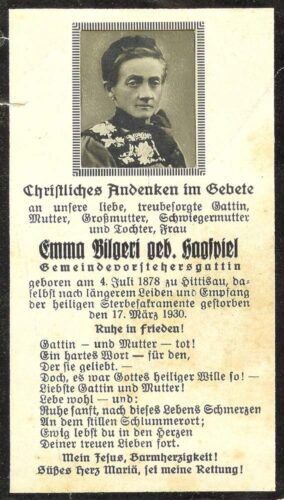 Christliches Andenken im Gebete
an unsere liebe, treubesorgte Gattin,
Mutter, Großmutter, Schwiegermutter
und Tochter, Frau
Emma Bilgeri geb. Hagspiel
Gemeindevorstehersgattin
geboren am 4. Juli 1878 zu Hittisau, da-
selbst nach längerem Leiden und Empfang
der heiligen Sterbesakramente gestorben
den 17. März 1930.
Ruhe in Frieden!
Gattin – und Mutter – tot!
Ein hartes Wort – für den,
Der sie geliebt. –
Doch, es war Gottes heiliger Wille so! –
Liebste Gattin und Mutter!
Lebe wohl – und:
Ruhe sanft, nach dieses Lebens Schmerzen
An dem stillen Schlummerort;
Ewig lebst du in den Herzen
Deiner treuen Lieben fort.
Mein Jesus, Barmherzigkeit!
Süßes Herz Mariä, sei meine Rettung!